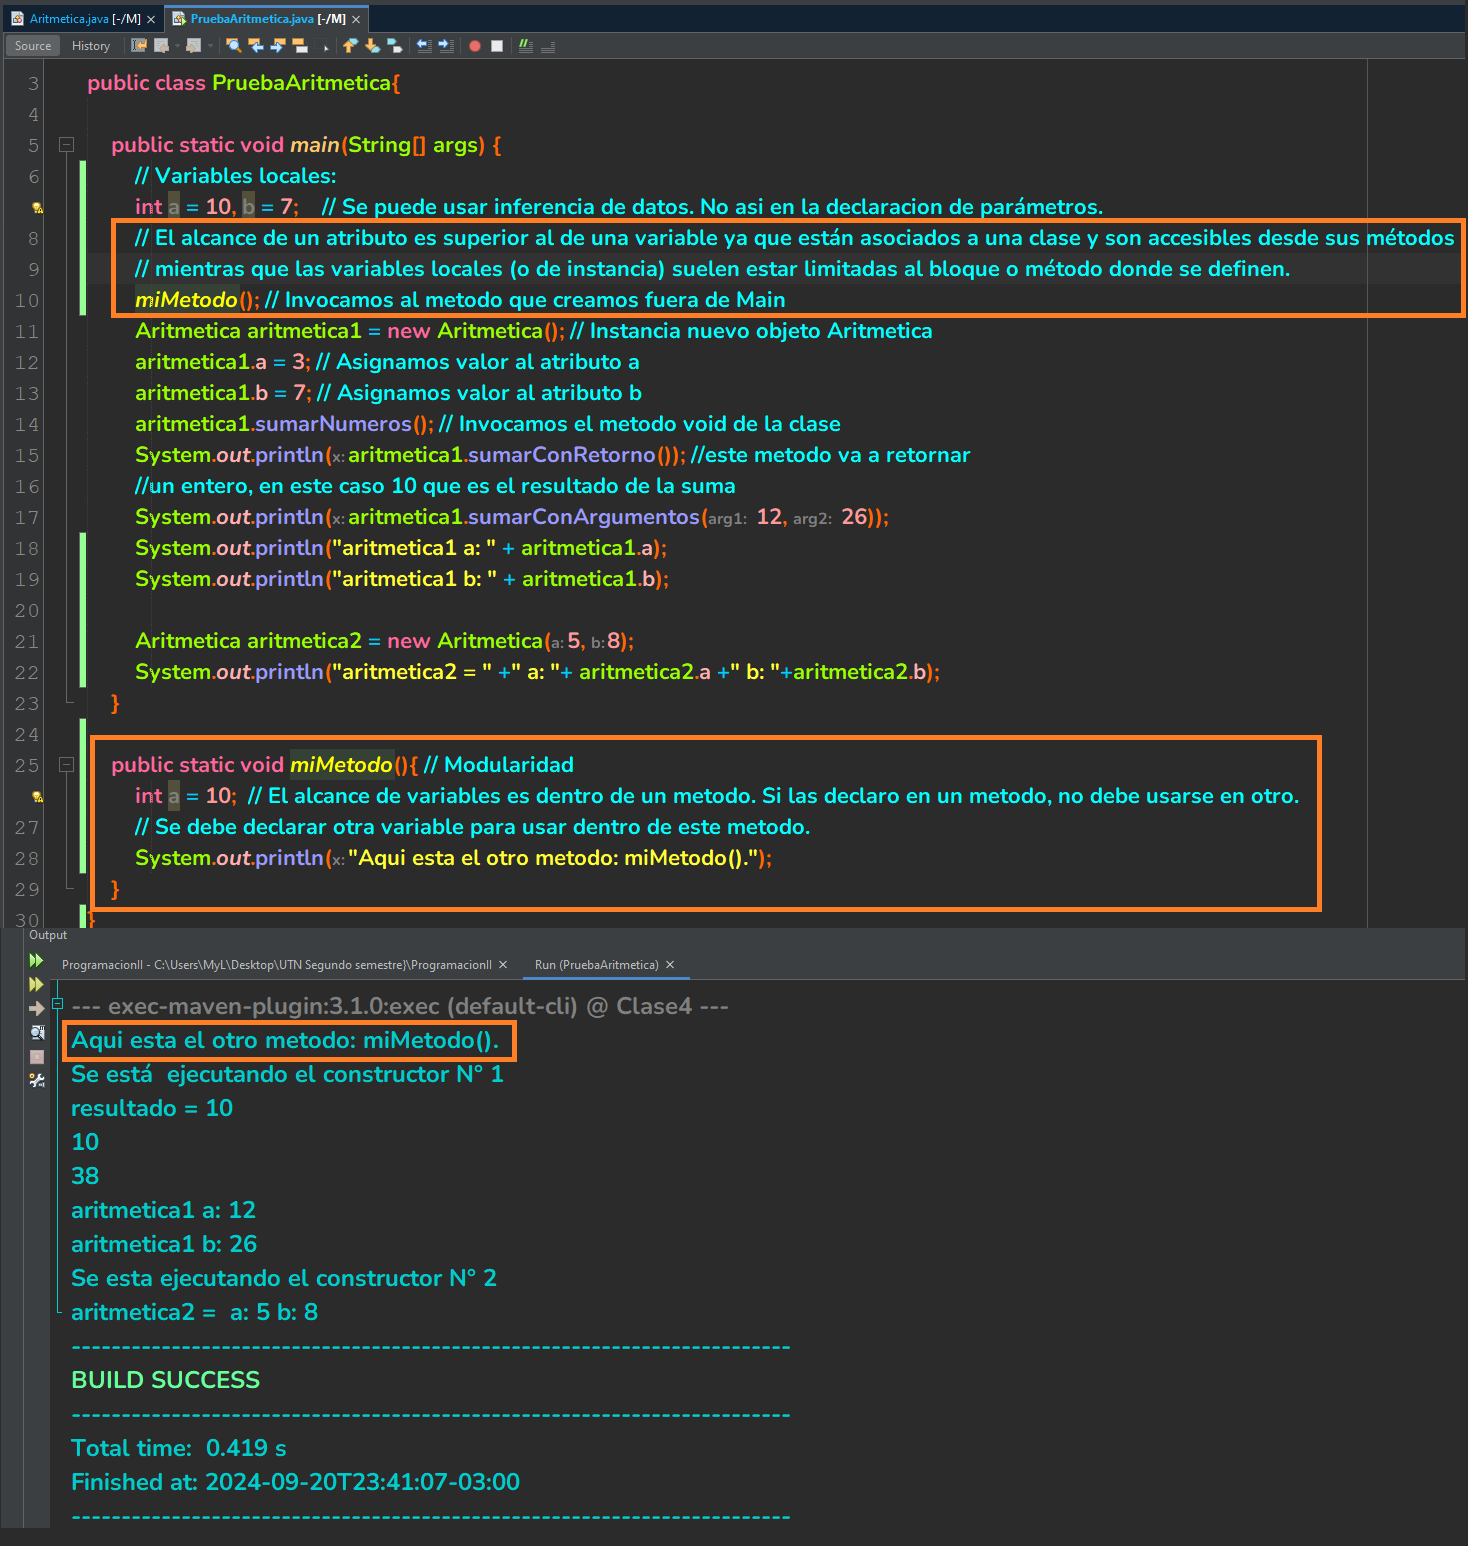 Aritmetica.java [-/M] × PruebaAritmetica.java [-/M] ×
Source History
3 public class PruebaAritmetica{
4
5 public static void main(String[] args) {
6 // Variables locales:
int a = 10, b = 7; // Se puede usar inferencia de datos. No asi en la declaracion de parámetros.
8 // El alcance de un atributo es superior al de una variable ya que están asociados a una clase y son accesibles desde sus métodos
9 // mientras que las variables locales (o de instancia) suelen estar limitadas al bloque o método donde se definen.
10 miMetodo(); // Invocamos al metodo que creamos fuera de Main
11 Aritmetica aritmetica1 = new Aritmetica(); // Instancia nuevo objeto Aritmetica
12 aritmetica1.a = 3; // Asignamos valor al atributo a
13 aritmetica1.b = 7; // Asignamos valor al atributo b
14 aritmetica1.sumarNumeros(); // Invocamos el metodo void de la clase
15 System.out.println(x: aritmetica1.sumarConRetorno()); //este metodo va a retornar
16 //un entero, en este caso 10 que es el resultado de la suma
17 System.out.println(x: aritmetica1.sumarConArgumentos(arg1: 12, arg2: 26));
18 System.out.println("aritmetica1 a: " + aritmetica1.a);
19 System.out.println("aritmetica1 b: " + aritmetica1.b);
20
21 Aritmetica aritmetica2 = new Aritmetica(a: 5, b: 8);
22 System.out.println("aritmetica2 = " +" a: "+ aritmetica2.a +" b: "+aritmetica2.b);
23 }
24
25 public static void miMetodo(){ // Modularidad
int a = 10; // El alcance de variables es dentro de un metodo. Si las declaro en un metodo, no debe usarse en otro.
27 // Se debe declarar otra variable para usar dentro de este metodo.
28 System.out.println(x: "Aqui esta el otro metodo: miMetodo().");
29 }
30 }
Output
ProgramacionII - C:\Users\MyL\Desktop\UTN Segundo semestre}\ProgramacionII × Run (PruebaAritmetica) ×
--- exec-maven-plugin:3.1.0:exec (default-cli) @ Clase4 ---
Aqui esta el otro metodo: miMetodo().
Se está  ejecutando el constructor N° 1
resultado = 10
10
38
aritmetica1 a: 12
aritmetica1 b: 26
Se esta ejecutando el constructor N° 2
aritmetica2 =  a: 5 b: 8
------------------------------------------------------------------------
BUILD SUCCESS
------------------------------------------------------------------------
Total time:  0.419 s
Finished at: 2024-09-20T23:41:07-03:00
------------------------------------------------------------------------